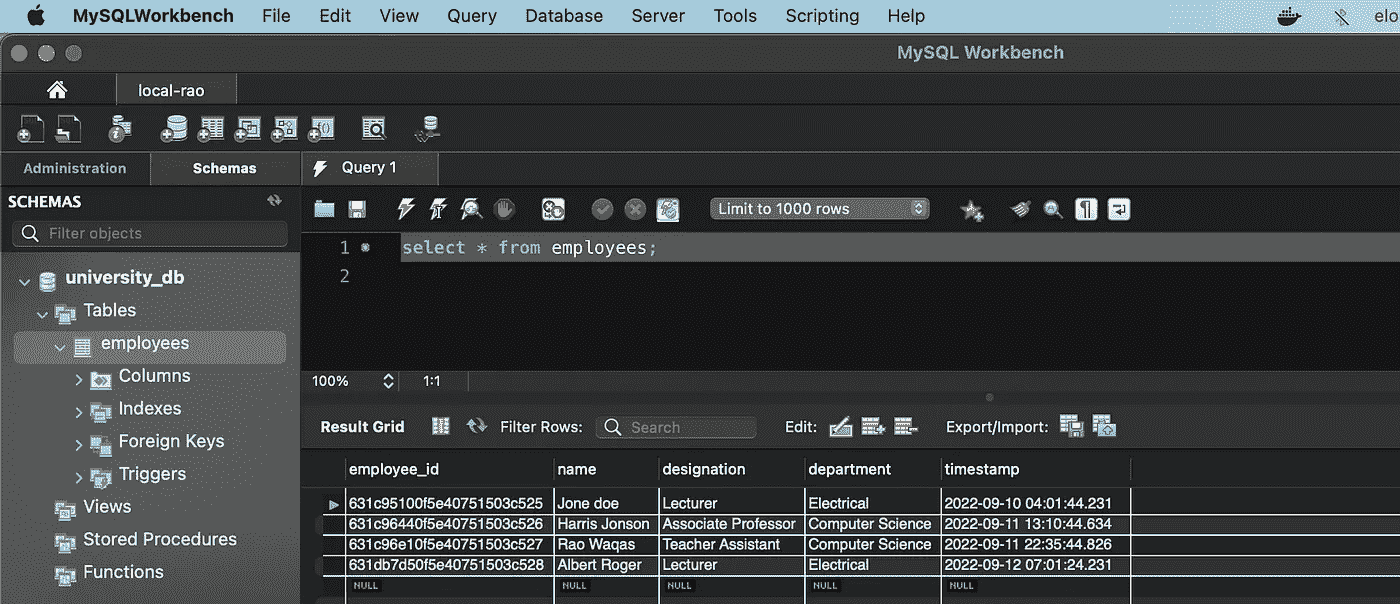 MySQLWorkbench File Edit View Query Database Server Tools Scripting Help elo
MySQL Workbench
local-rao
Administration Schemas Query 1
SCHEMAS
Limit to 1000 rows
Filter objects
1 select * from employees;
2
university_db
Tables
employees
Columns
Indexes
Foreign Keys
Triggers
Views
Stored Procedures
Functions
100% 1:1
Result Grid Filter Rows: Search Edit: Export/Import:
employee_id name designation department timestamp
631c95100f5e40751503c525 Jone doe Lecturer Electrical 2022-09-10 04:01:44.231
631c96440f5e40751503c526 Harris Jonson Associate Professor Computer Science 2022-09-11 13:10:44.634
631c96e10f5e40751503c527 Rao Waqas Teacher Assistant Computer Science 2022-09-11 22:35:44.826
631db7d50f5e40751503c528 Albert Roger Lecturer Electrical 2022-09-12 07:01:24.231
NULL NULL NULL NULL NULL